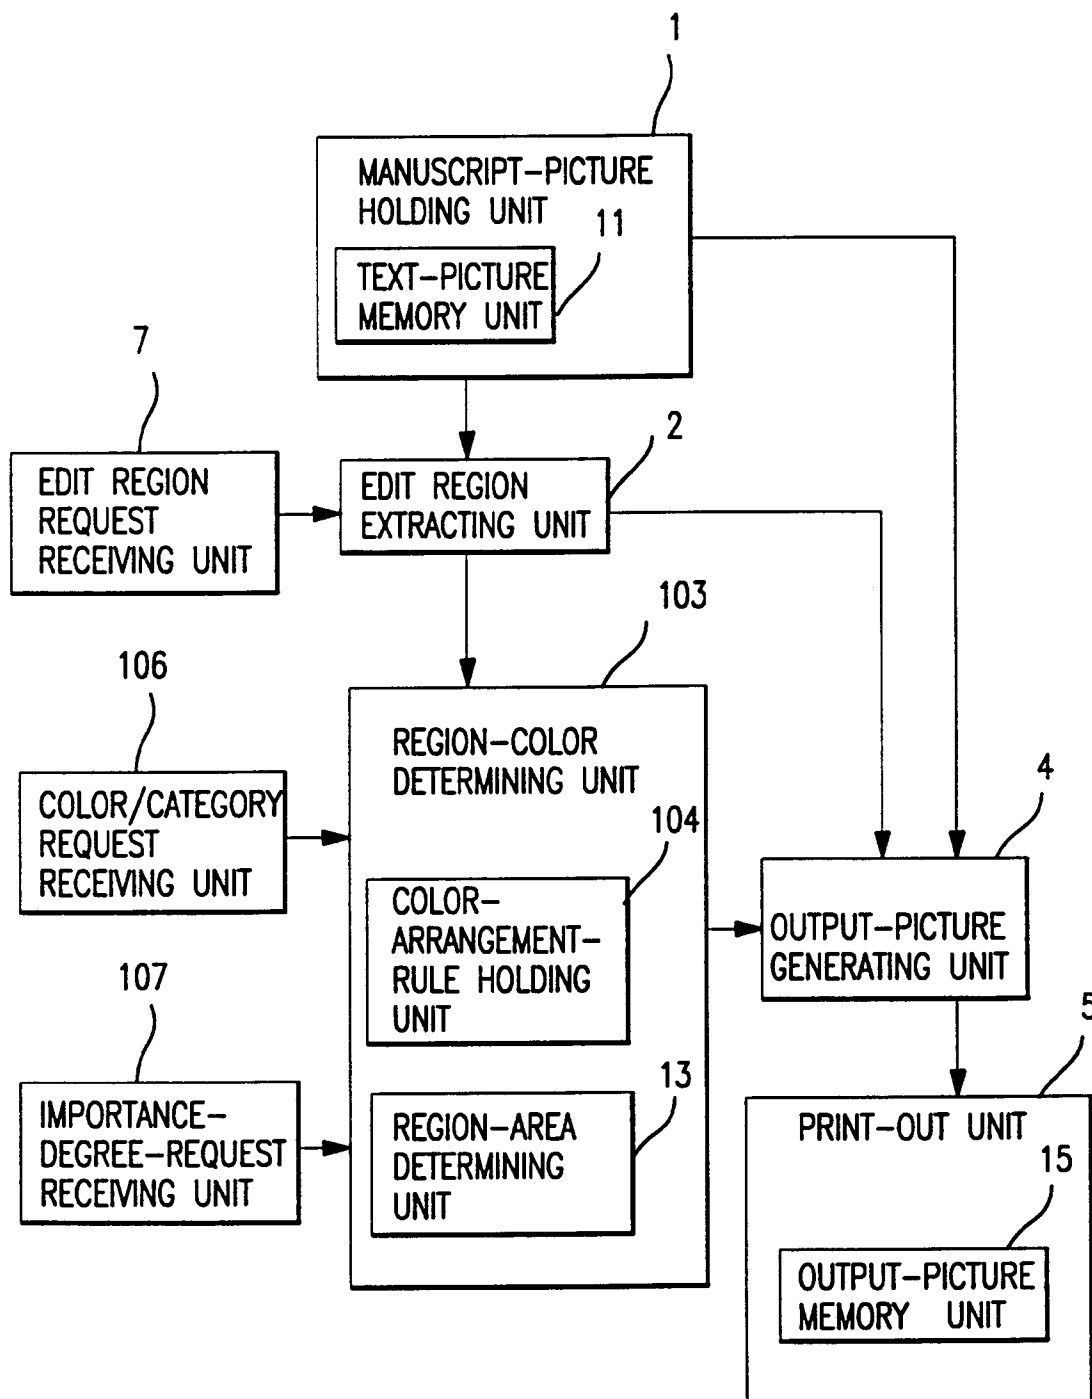 1
MANUSCRIPT-PICTURE
HOLDING UNIT
11
TEXT-PICTURE
MEMORY UNIT
7
EDIT REGION
REQUEST
RECEIVING UNIT
2
EDIT REGION
EXTRACTING UNIT
103
106
COLOR/CATEGORY
REQUEST
RECEIVING UNIT
REGION-COLOR
DETERMINING UNIT
104
COLOR-
ARRANGEMENT-
RULE HOLDING
UNIT
4
OUTPUT-PICTURE
GENERATING UNIT
107
IMPORTANCE-
DEGREE-REQUEST
RECEIVING UNIT
13
REGION-AREA
DETERMINING
UNIT
5
PRINT-OUT UNIT
15
OUTPUT-PICTURE
MEMORY UNIT